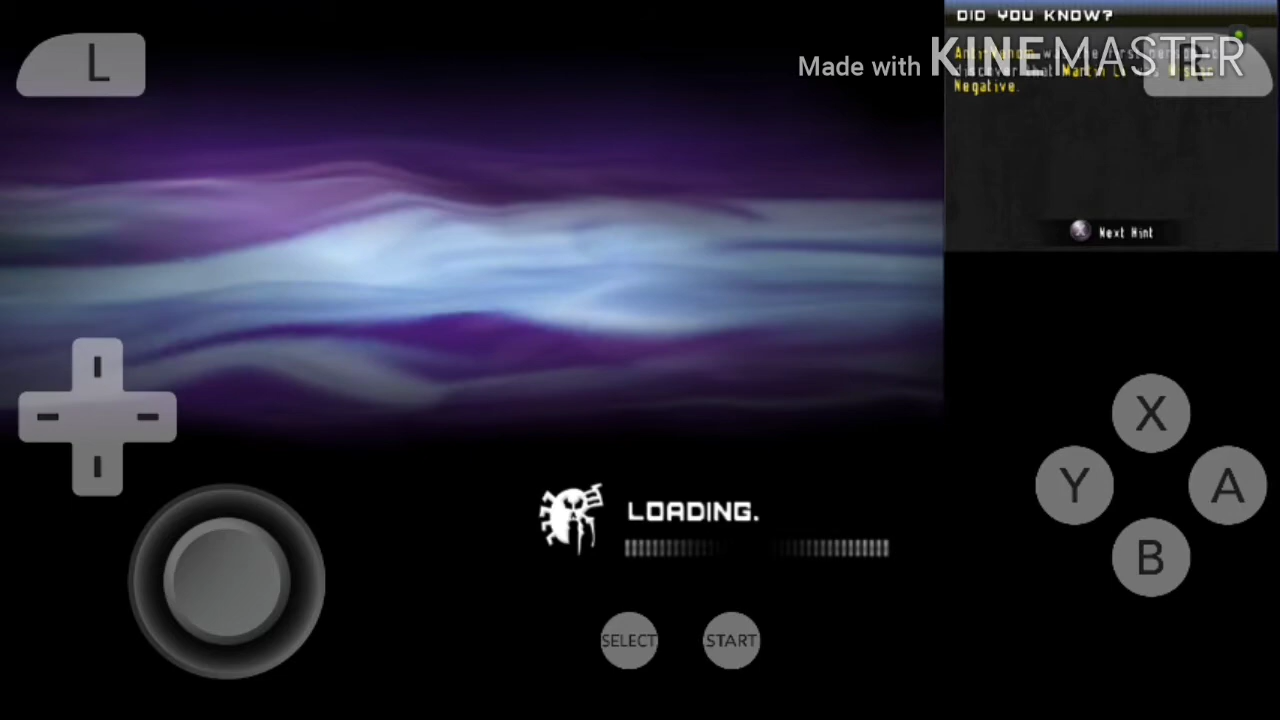 DID YOU KNOW?
Made with KINEMASTER
L
R
Negative.
X Next Hint
LOADING.
X
Y
A
B
SELECT
START